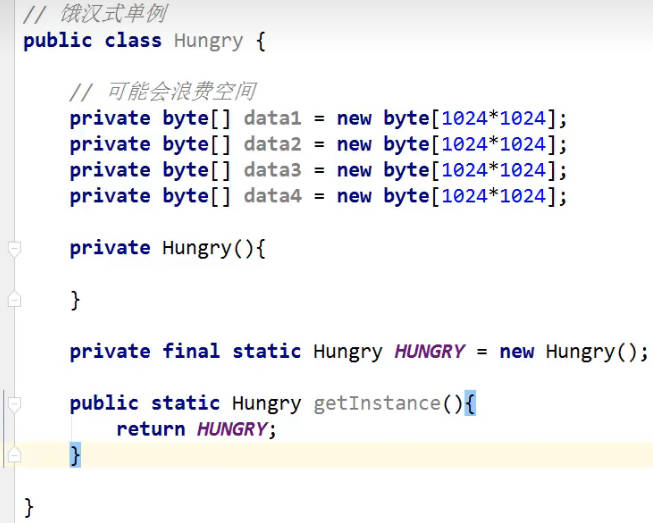 // 饿汉式单例
public class Hungry {
// 可能会浪费空间
private byte[] data1 = new byte[1024*1024];
private byte[] data2 = new byte[1024*1024];
private byte[] data3 = new byte[1024*1024];
private byte[] data4 = new byte[1024*1024];
private Hungry(){
}
private final static Hungry HUNGRY = new Hungry();
public static Hungry getInstance(){
return HUNGRY;
}
}